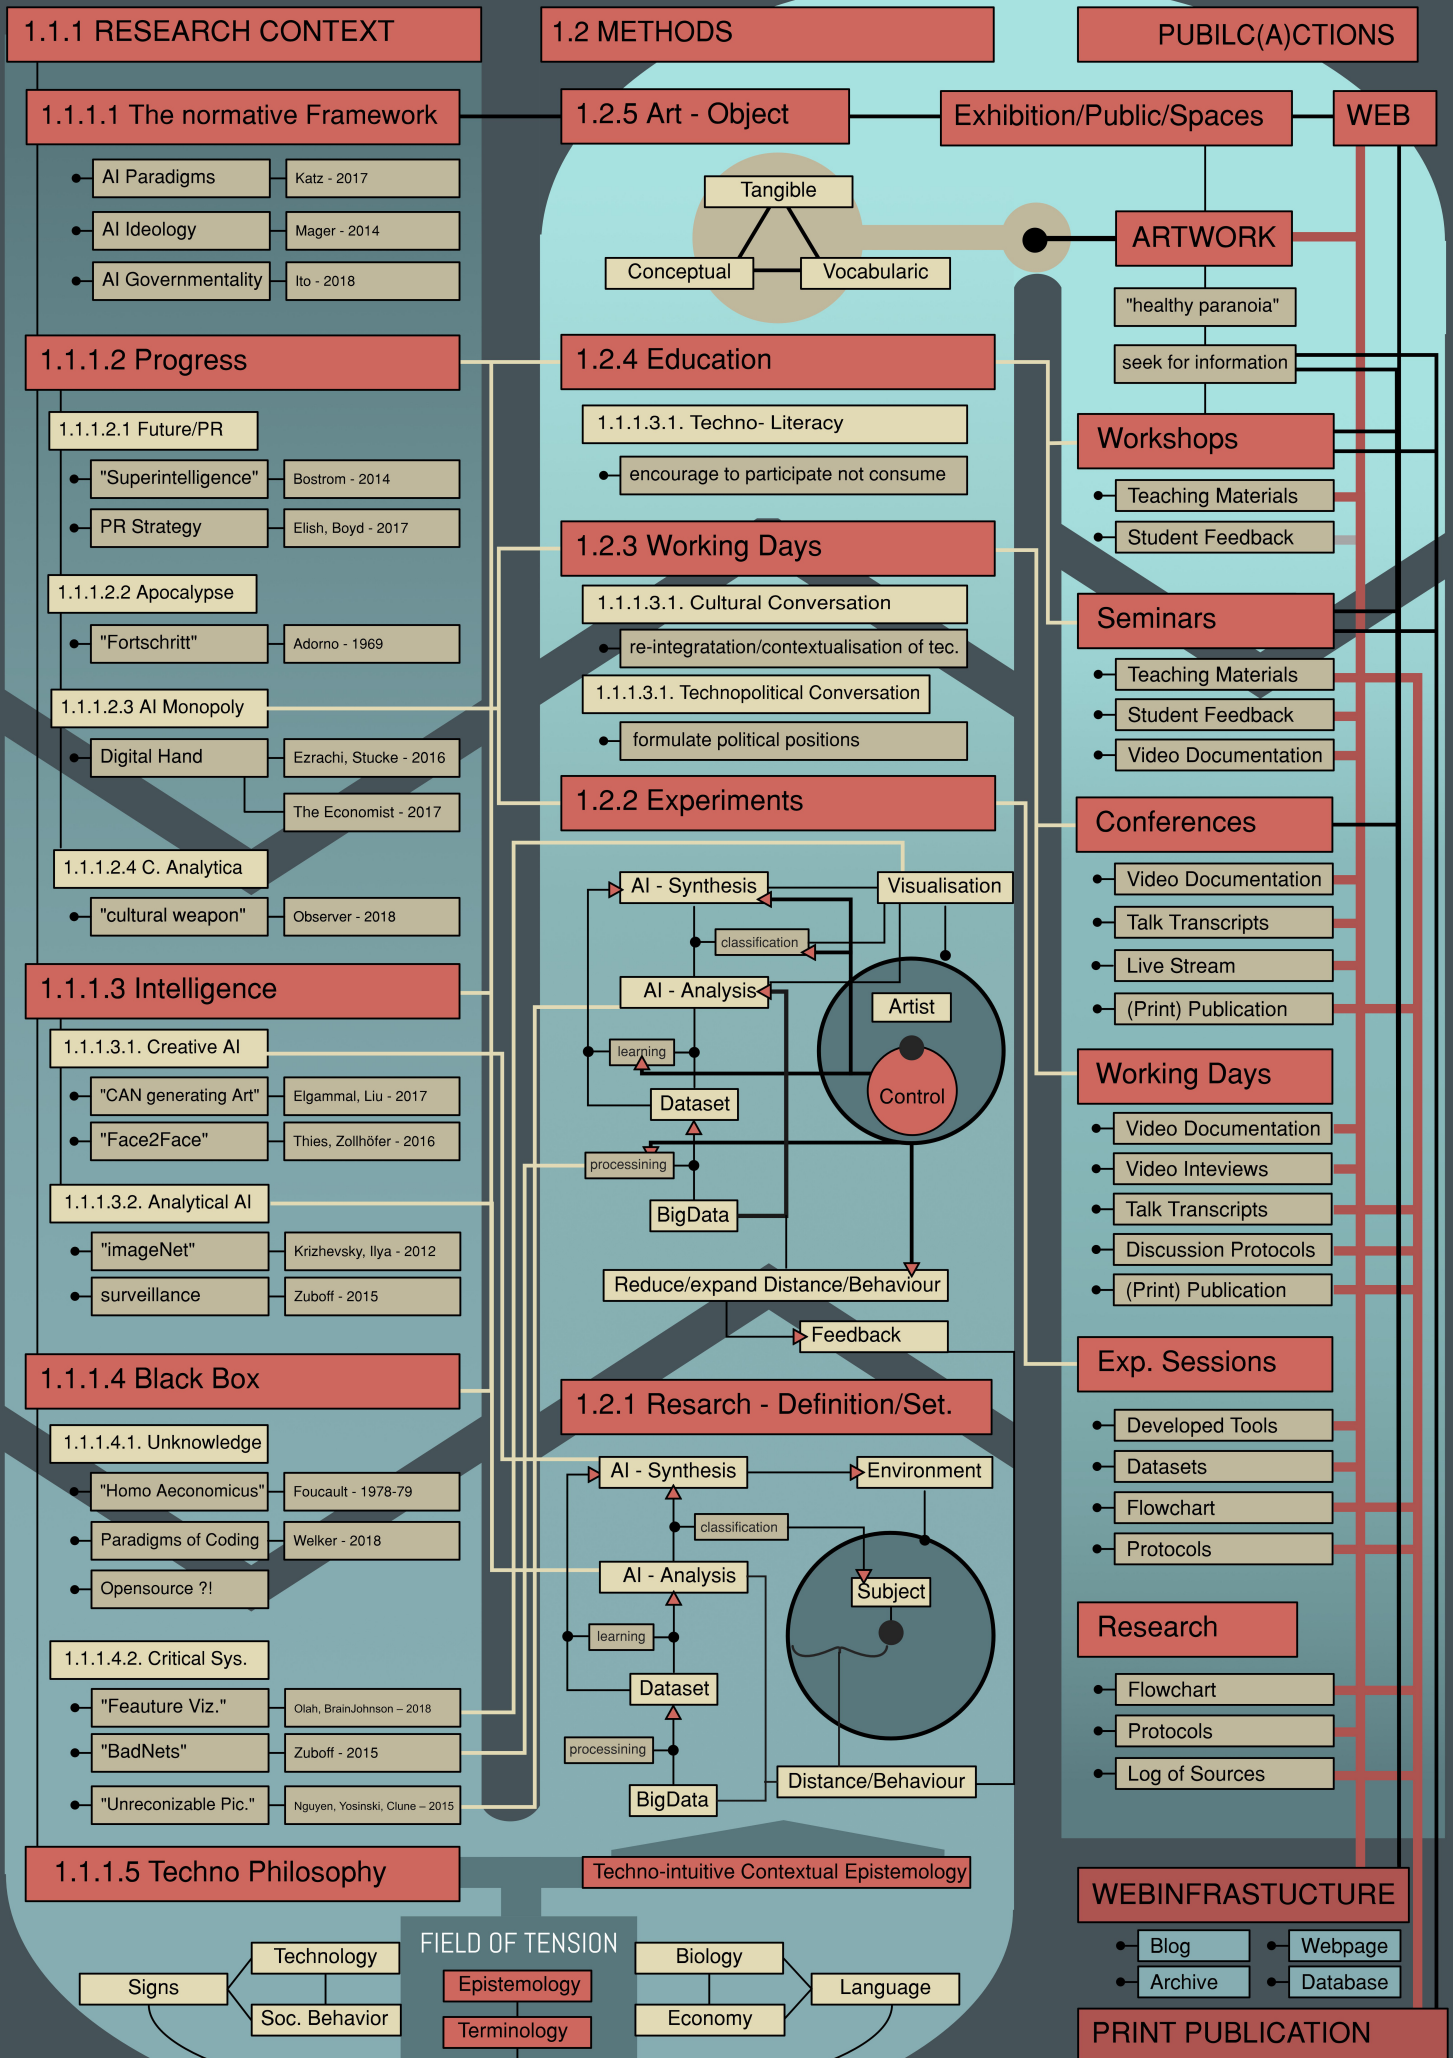 1.1.1 RESEARCH CONTEXT
1.1.1.1 The normative Framework
AI Paradigms
Katz - 2017
AI Ideology
Mager - 2014
AI Governmentality
Ito - 2018
1.1.1.2 Progress
1.1.1.2.1 Future/PR
"Superintelligence"
Bostrom - 2014
PR Strategy
Elish, Boyd - 2017
1.1.1.2.2 Apocalypse
"Fortschritt"
Adorno - 1969
1.1.1.2.3 AI Monopoly
Digital Hand
Ezrachi, Stucke - 2016
The Economist - 2017
1.1.1.2.4 C. Analytica
"cultural weapon"
Observer - 2018
1.1.1.3 Intelligence
1.1.1.3.1. Creative AI
"CAN generating Art"
Elgammal, Liu - 2017
"Face2Face"
Thies, Zollhöfer - 2016
1.1.1.3.2. Analytical AI
"imageNet"
Krizhevsky, Ilya - 2012
surveillance
Zuboff - 2015
1.1.1.4 Black Box
1.1.1.4.1. Unknowledge
"Homo Aeconomicus"
Foucault - 1978-79
Paradigms of Coding
Welker - 2018
Opensource ?!
1.1.1.4.2. Critical Sys.
"Feauture Viz."
Olah, BrainJohnson – 2018
"BadNets"
Zuboff - 2015
"Unreconizable Pic."
Nguyen, Yosinski, Clune – 2015
1.1.1.5 Techno Philosophy
1.2 METHODS
1.2.5 Art - Object
Tangible
Conceptual
Vocabularic
1.2.4 Education
1.1.1.3.1. Techno- Literacy
encourage to participate not consume
1.2.3 Working Days
1.1.1.3.1. Cultural Conversation
re-integratation/contextualisation of tec.
1.1.1.3.1. Technopolitical Conversation
formulate political positions
1.2.2 Experiments
AI - Synthesis
Visualisation
classification
AI - Analysis
Artist
learning
Control
Dataset
processining
BigData
Reduce/expand Distance/Behaviour
Feedback
1.2.1 Resarch - Definition/Set.
AI - Synthesis
Environment
classification
AI - Analysis
Subject
learning
Dataset
processining
Distance/Behaviour
BigData
Techno-intuitive Contextual Epistemology
FIELD OF TENSION
Technology
Signs
Soc. Behavior
Epistemology
Terminology
Biology
Language
Economy
PUBILC(A)CTIONS
Exhibition/Public/Spaces
WEB
ARTWORK
"healthy paranoia"
seek for information
Workshops
Teaching Materials
Student Feedback
Seminars
Teaching Materials
Student Feedback
Video Documentation
Conferences
Video Documentation
Talk Transcripts
Live Stream
(Print) Publication
Working Days
Video Documentation
Video Inteviews
Talk Transcripts
Discussion Protocols
(Print) Publication
Exp. Sessions
Developed Tools
Datasets
Flowchart
Protocols
Research
Flowchart
Protocols
Log of Sources
WEBINFRASTUCTURE
Blog
Webpage
Archive
Database
PRINT PUBLICATION